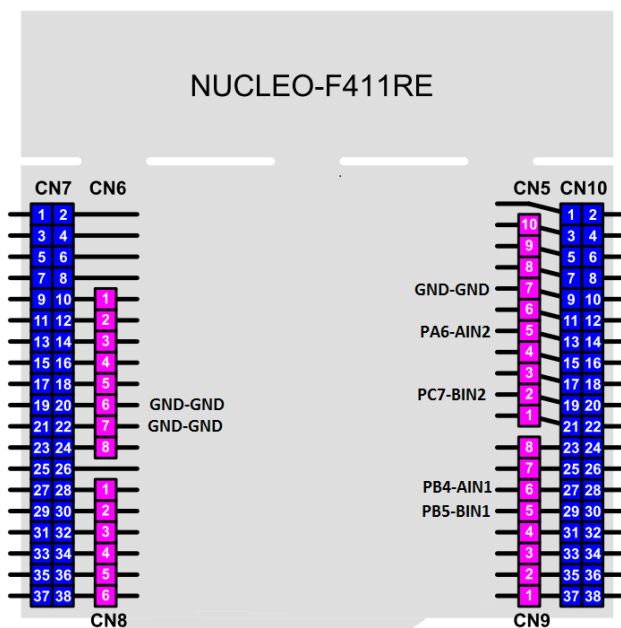 NUCLEO-F411RE
CN7 CN6 CN5 CN10
1 2 1 2
10
3 4 3 4
9
5 6 5 6
8
7 8 7 8
GND-GND 7
9 10 1 9 10
6
11 12 2 11 12
PA6-AIN2 5
13 14 3 13 14
4
15 16 4 15 16
3
17 18 5 17 18
PC7-BIN2 2
19 20 6 GND-GND 19 20
1
21 22 7 GND-GND 21 22
23 24 8 8 23 24
25 26 7 25 26
27 28 1 PB4-AIN1 6 27 28
29 30 2 PB5-BIN1 5 29 30
31 32 3 4 31 32
33 34 4 3 33 34
35 36 5 2 35 36
37 38 6 1 37 38
CN8 CN9